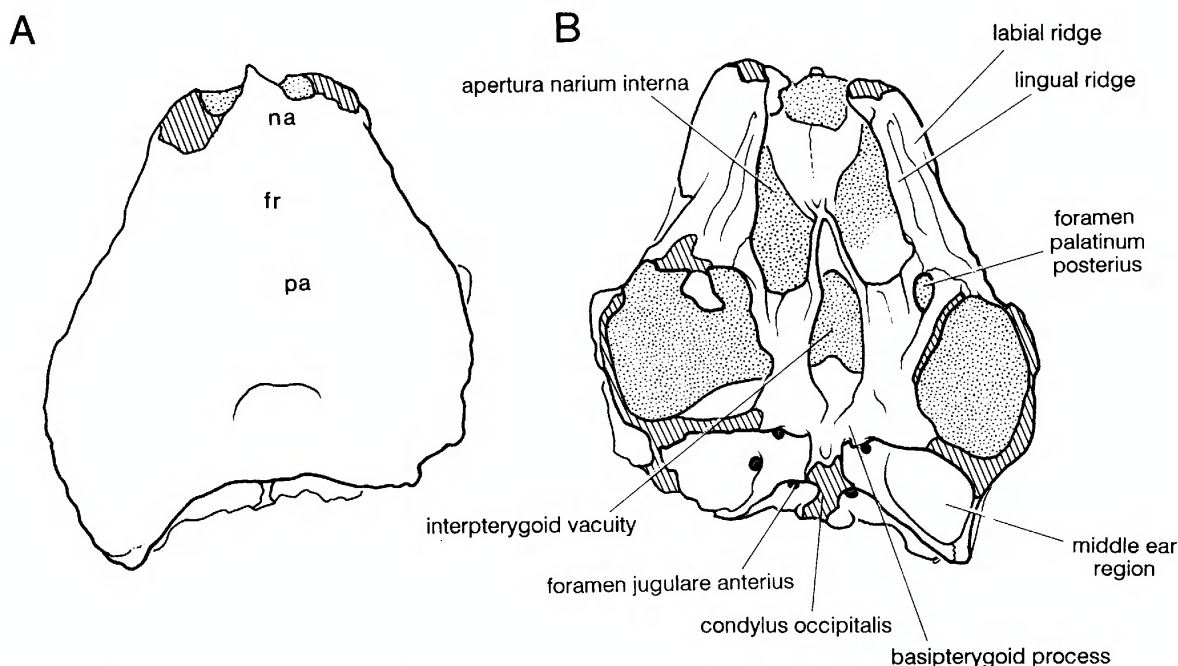 A
na
fr
pa
B
labial ridge
lingual ridge
apertura narium interna
foramen
palatinum
posterius
interpterygoid vacuity
foramen jugulare anterius
condylus occipitalis
basipterygoid process
middle ear
region